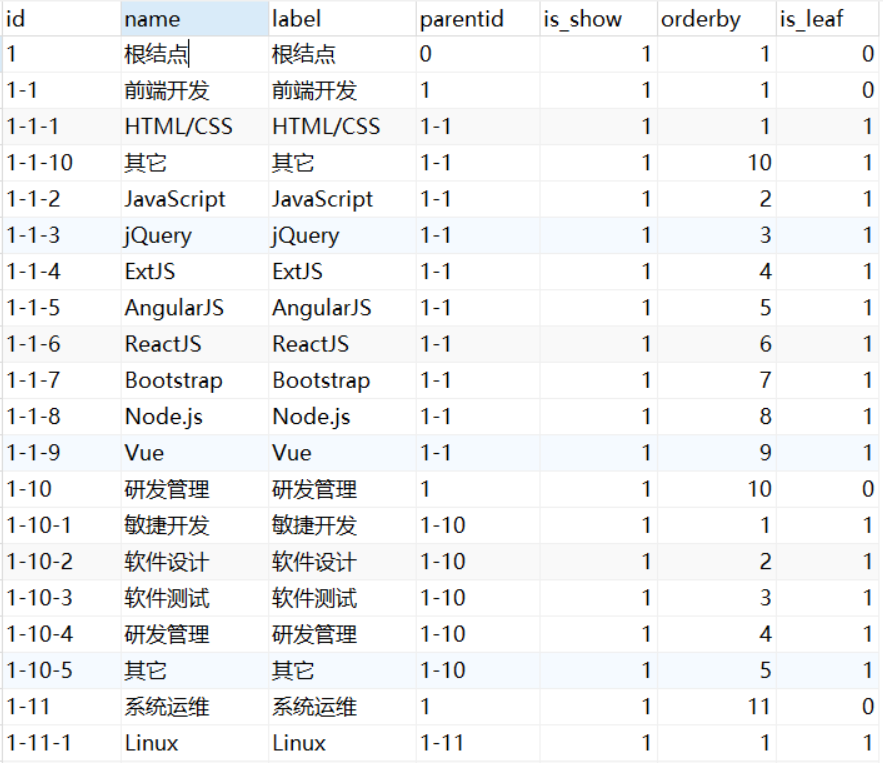 id name label parentid is_show orderby is_leaf
1 根结点 根结点 0 1 1 0
1-1 前端开发 前端开发 1 1 1 0
1-1-1 HTML/CSS HTML/CSS 1-1 1 1 1
1-1-10 其它 其它 1-1 1 10 1
1-1-2 JavaScript JavaScript 1-1 1 2 1
1-1-3 jQuery jQuery 1-1 1 3 1
1-1-4 ExtJS ExtJS 1-1 1 4 1
1-1-5 AngularJS AngularJS 1-1 1 5 1
1-1-6 ReactJS ReactJS 1-1 1 6 1
1-1-7 Bootstrap Bootstrap 1-1 1 7 1
1-1-8 Node.js Node.js 1-1 1 8 1
1-1-9 Vue Vue 1-1 1 9 1
1-10 研发管理 研发管理 1 1 10 0
1-10-1 敏捷开发 敏捷开发 1-10 1 1 1
1-10-2 软件设计 软件设计 1-10 1 2 1
1-10-3 软件测试 软件测试 1-10 1 3 1
1-10-4 研发管理 研发管理 1-10 1 4 1
1-10-5 其它 其它 1-10 1 5 1
1-11 系统运维 系统运维 1 1 11 0
1-11-1 Linux Linux 1-11 1 1 1